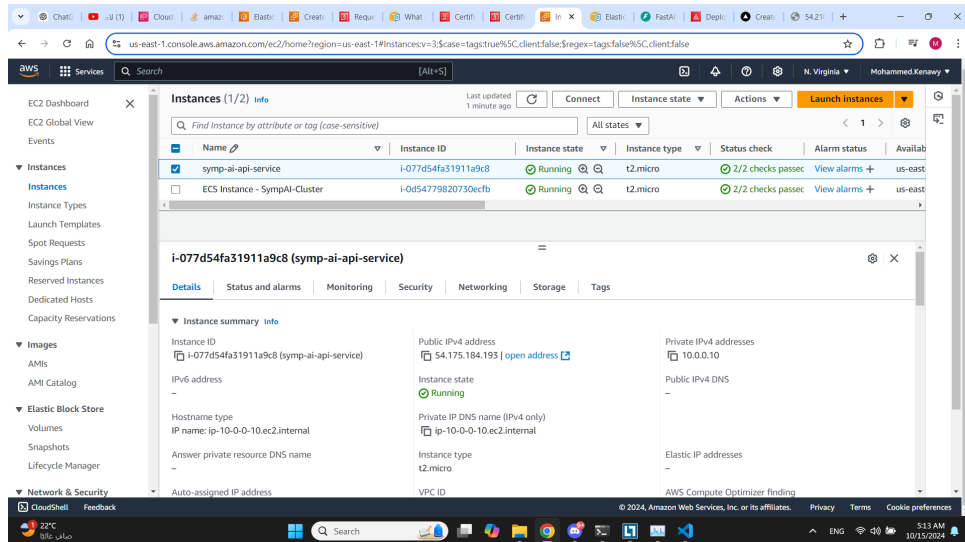 ChatG
(1) لاند
Cloud
amazo
Elastic
Create
Reque
What
Certifi
Certifi
In
Elastic
FastAI
Deplo
Create
54.210
us-east-1.console.aws.amazon.com/ec2/home?region=us-east-1#Instances:v=3;$case=tags:true%5C,client:false;$regex=tags:false%5C,client:false
aws Services Search [Alt+S] N. Virginia Mohammed.Kenawy
EC2 Dashboard
EC2 Global View
Events
Instances
Instances
Instance Types
Launch Templates
Spot Requests
Savings Plans
Reserved Instances
Dedicated Hosts
Capacity Reservations
Images
AMIs
AMI Catalog
Elastic Block Store
Volumes
Snapshots
Lifecycle Manager
Network & Security
Instances (1/2) Info
Last updated
1 minute ago
Connect Instance state Actions Launch instances
Find Instance by attribute or tag (case-sensitive) All states 1
Name Instance ID Instance state Instance type Status check Alarm status Availab
symp-ai-api-service i-077d54fa31911a9c8 Running t2.micro 2/2 checks passec View alarms + us-east
ECS Instance - SympAI-Cluster i-0d54779820730ecfb Running t2.micro 2/2 checks passec View alarms + us-east
i-077d54fa31911a9c8 (symp-ai-api-service)
Details Status and alarms Monitoring Security Networking Storage Tags
Instance summary Info
Instance ID
i-077d54fa31911a9c8 (symp-ai-api-service)
Public IPv4 address
54.175.184.193 | open address
Private IPv4 addresses
10.0.0.10
IPv6 address
–
Instance state
Running
Public IPv4 DNS
–
Hostname type
IP name: ip-10-0-0-10.ec2.internal
Private IP DNS name (IPv4 only)
ip-10-0-0-10.ec2.internal
Answer private resource DNS name
–
Instance type
t2.micro
Elastic IP addresses
–
Auto-assigned IP address
VPC ID
AWS Compute Optimizer finding
CloudShell Feedback © 2024, Amazon Web Services, Inc. or its affiliates. Privacy Terms Cookie preferences
1
22°C
صافي غالبًا
Search
ENG
5:13 AM
10/15/2024